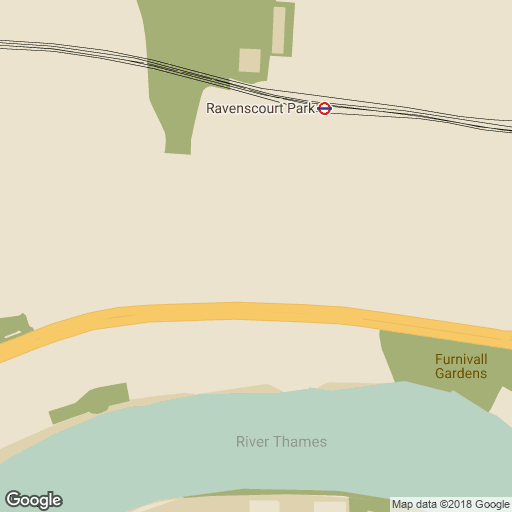 Ravenscourt Park
Furnivall
Gardens
River Thames
Google
Map data ©2018 Google